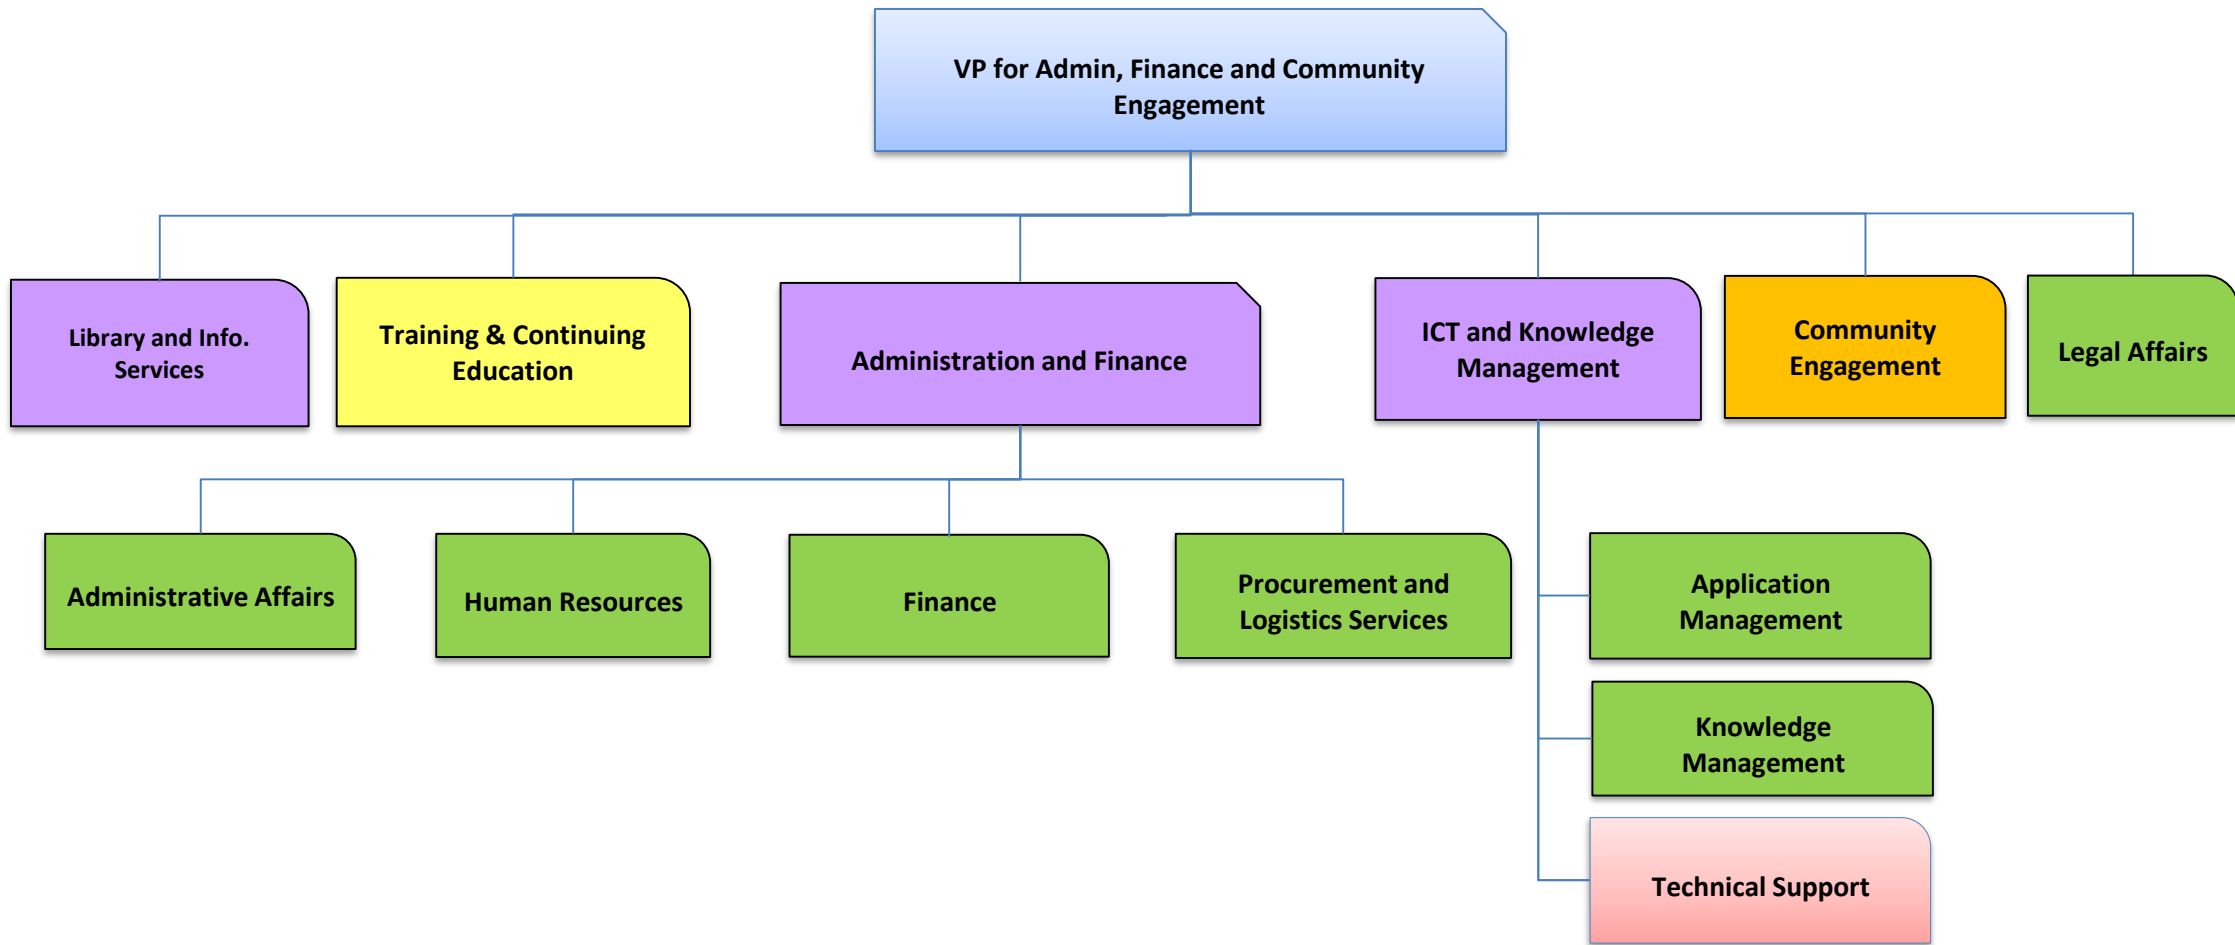 VP for Admin, Finance and Community
Engagement
Library and Info.
Services
Training & Continuing
Education
Administration and Finance
ICT and Knowledge
Management
Community
Engagement
Legal Affairs
Administrative Affairs
Human Resources
Finance
Procurement and
Logistics Services
Application
Management
Knowledge
Management
Technical Support